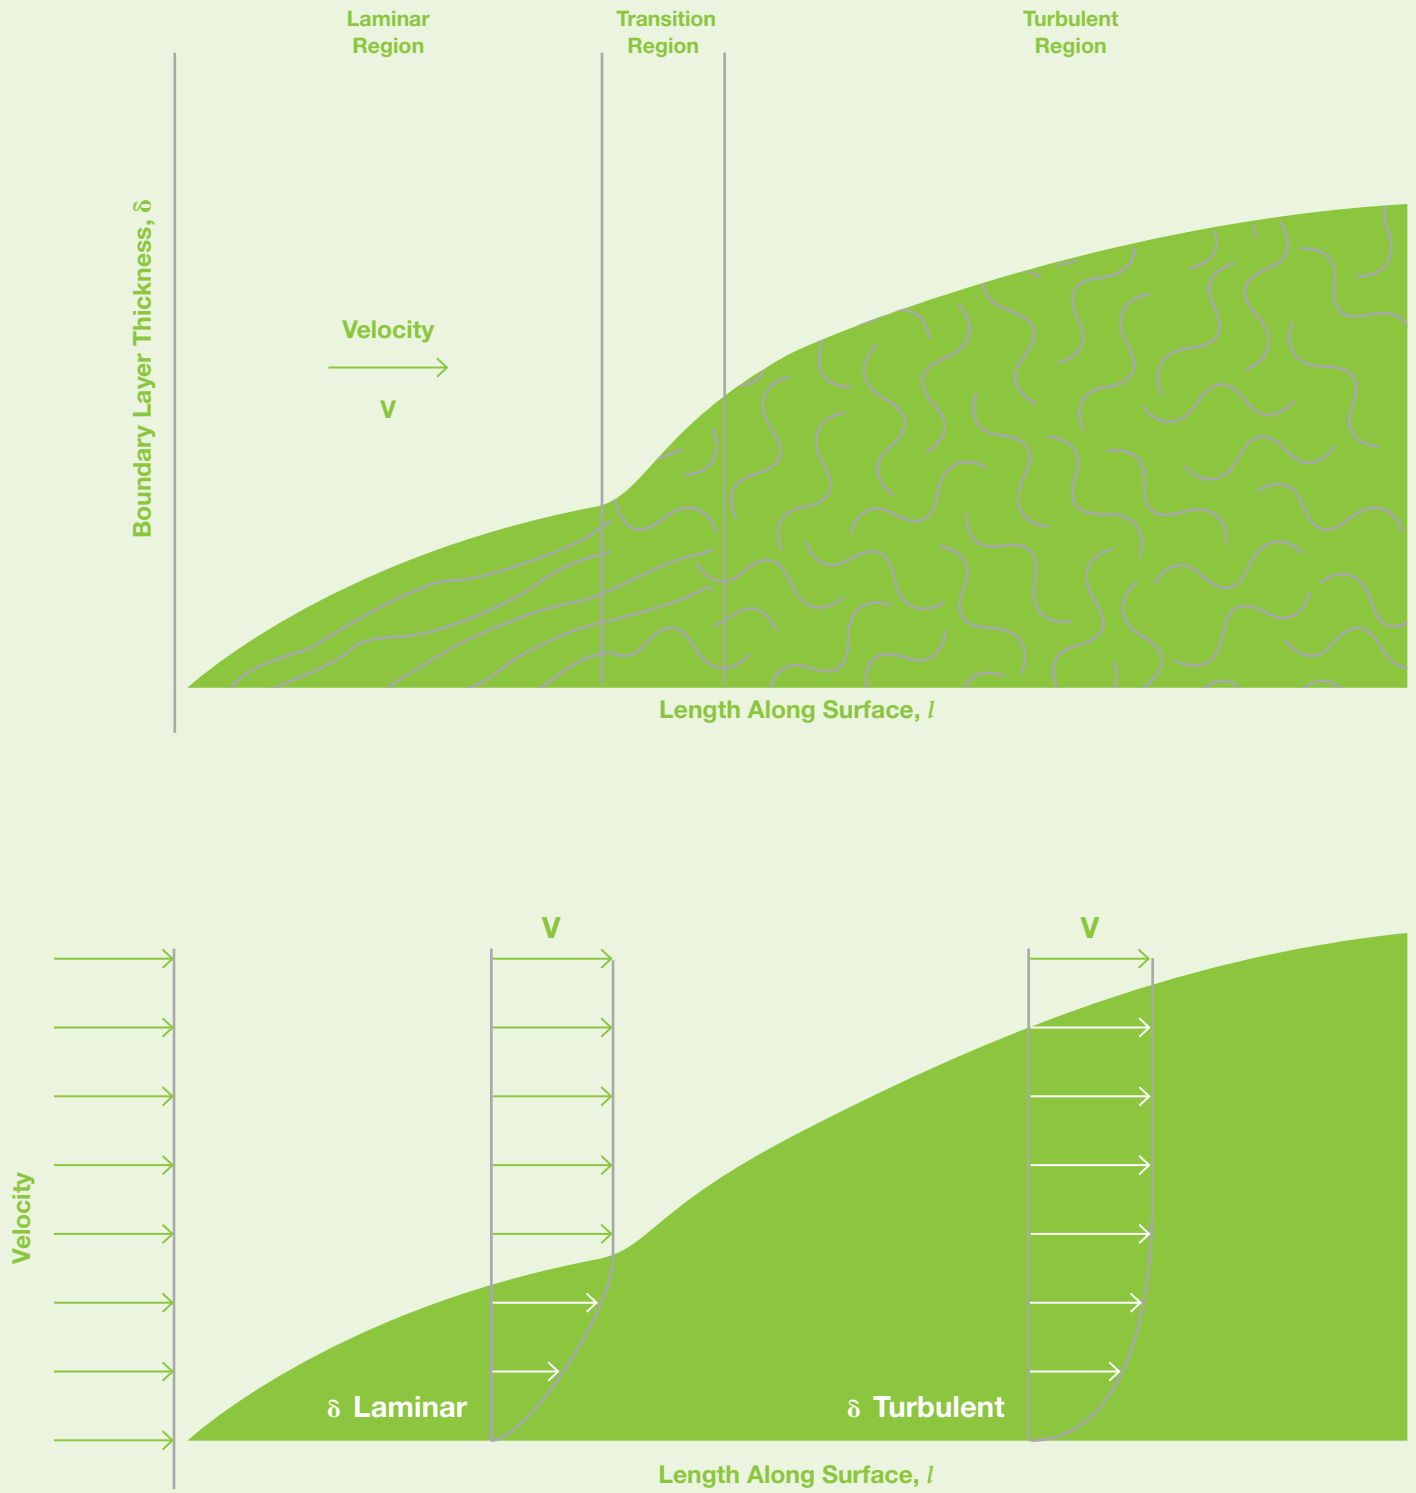 Laminar
Region
Transition
Region
Turbulent
Region
Boundary Layer Thickness, δ
Velocity
V
Length Along Surface, l
V
V
Velocity
δ Laminar
δ Turbulent
Length Along Surface, l